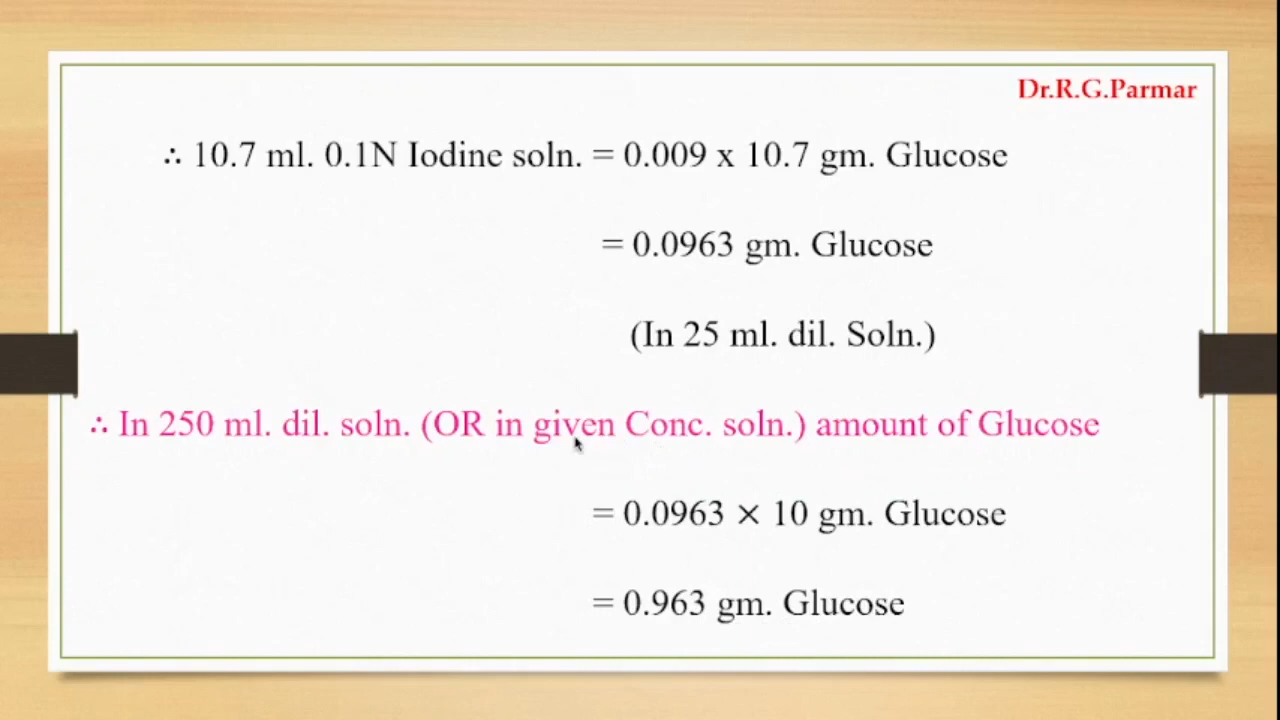 Dr.R.G.Parmar
∴ 10.7 ml. 0.1N Iodine soln. = 0.009 x 10.7 gm. Glucose
= 0.0963 gm. Glucose
(In 25 ml. dil. Soln.)
∴ In 250 ml. dil. soln. (OR in given Conc. soln.) amount of Glucose
= 0.0963 × 10 gm. Glucose
= 0.963 gm. Glucose